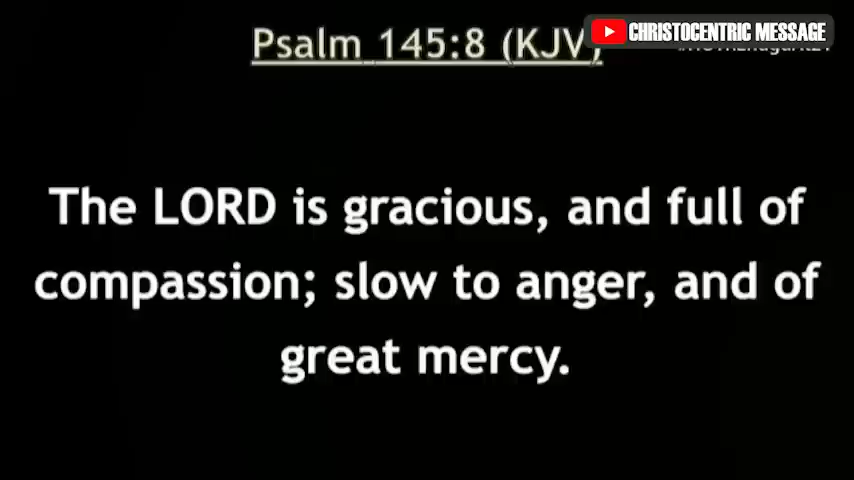 Psalm 145:8 (KJV)
CHRISTOCENTRIC MESSAGE
The LORD is gracious, and full of
compassion; slow to anger, and of
great mercy.